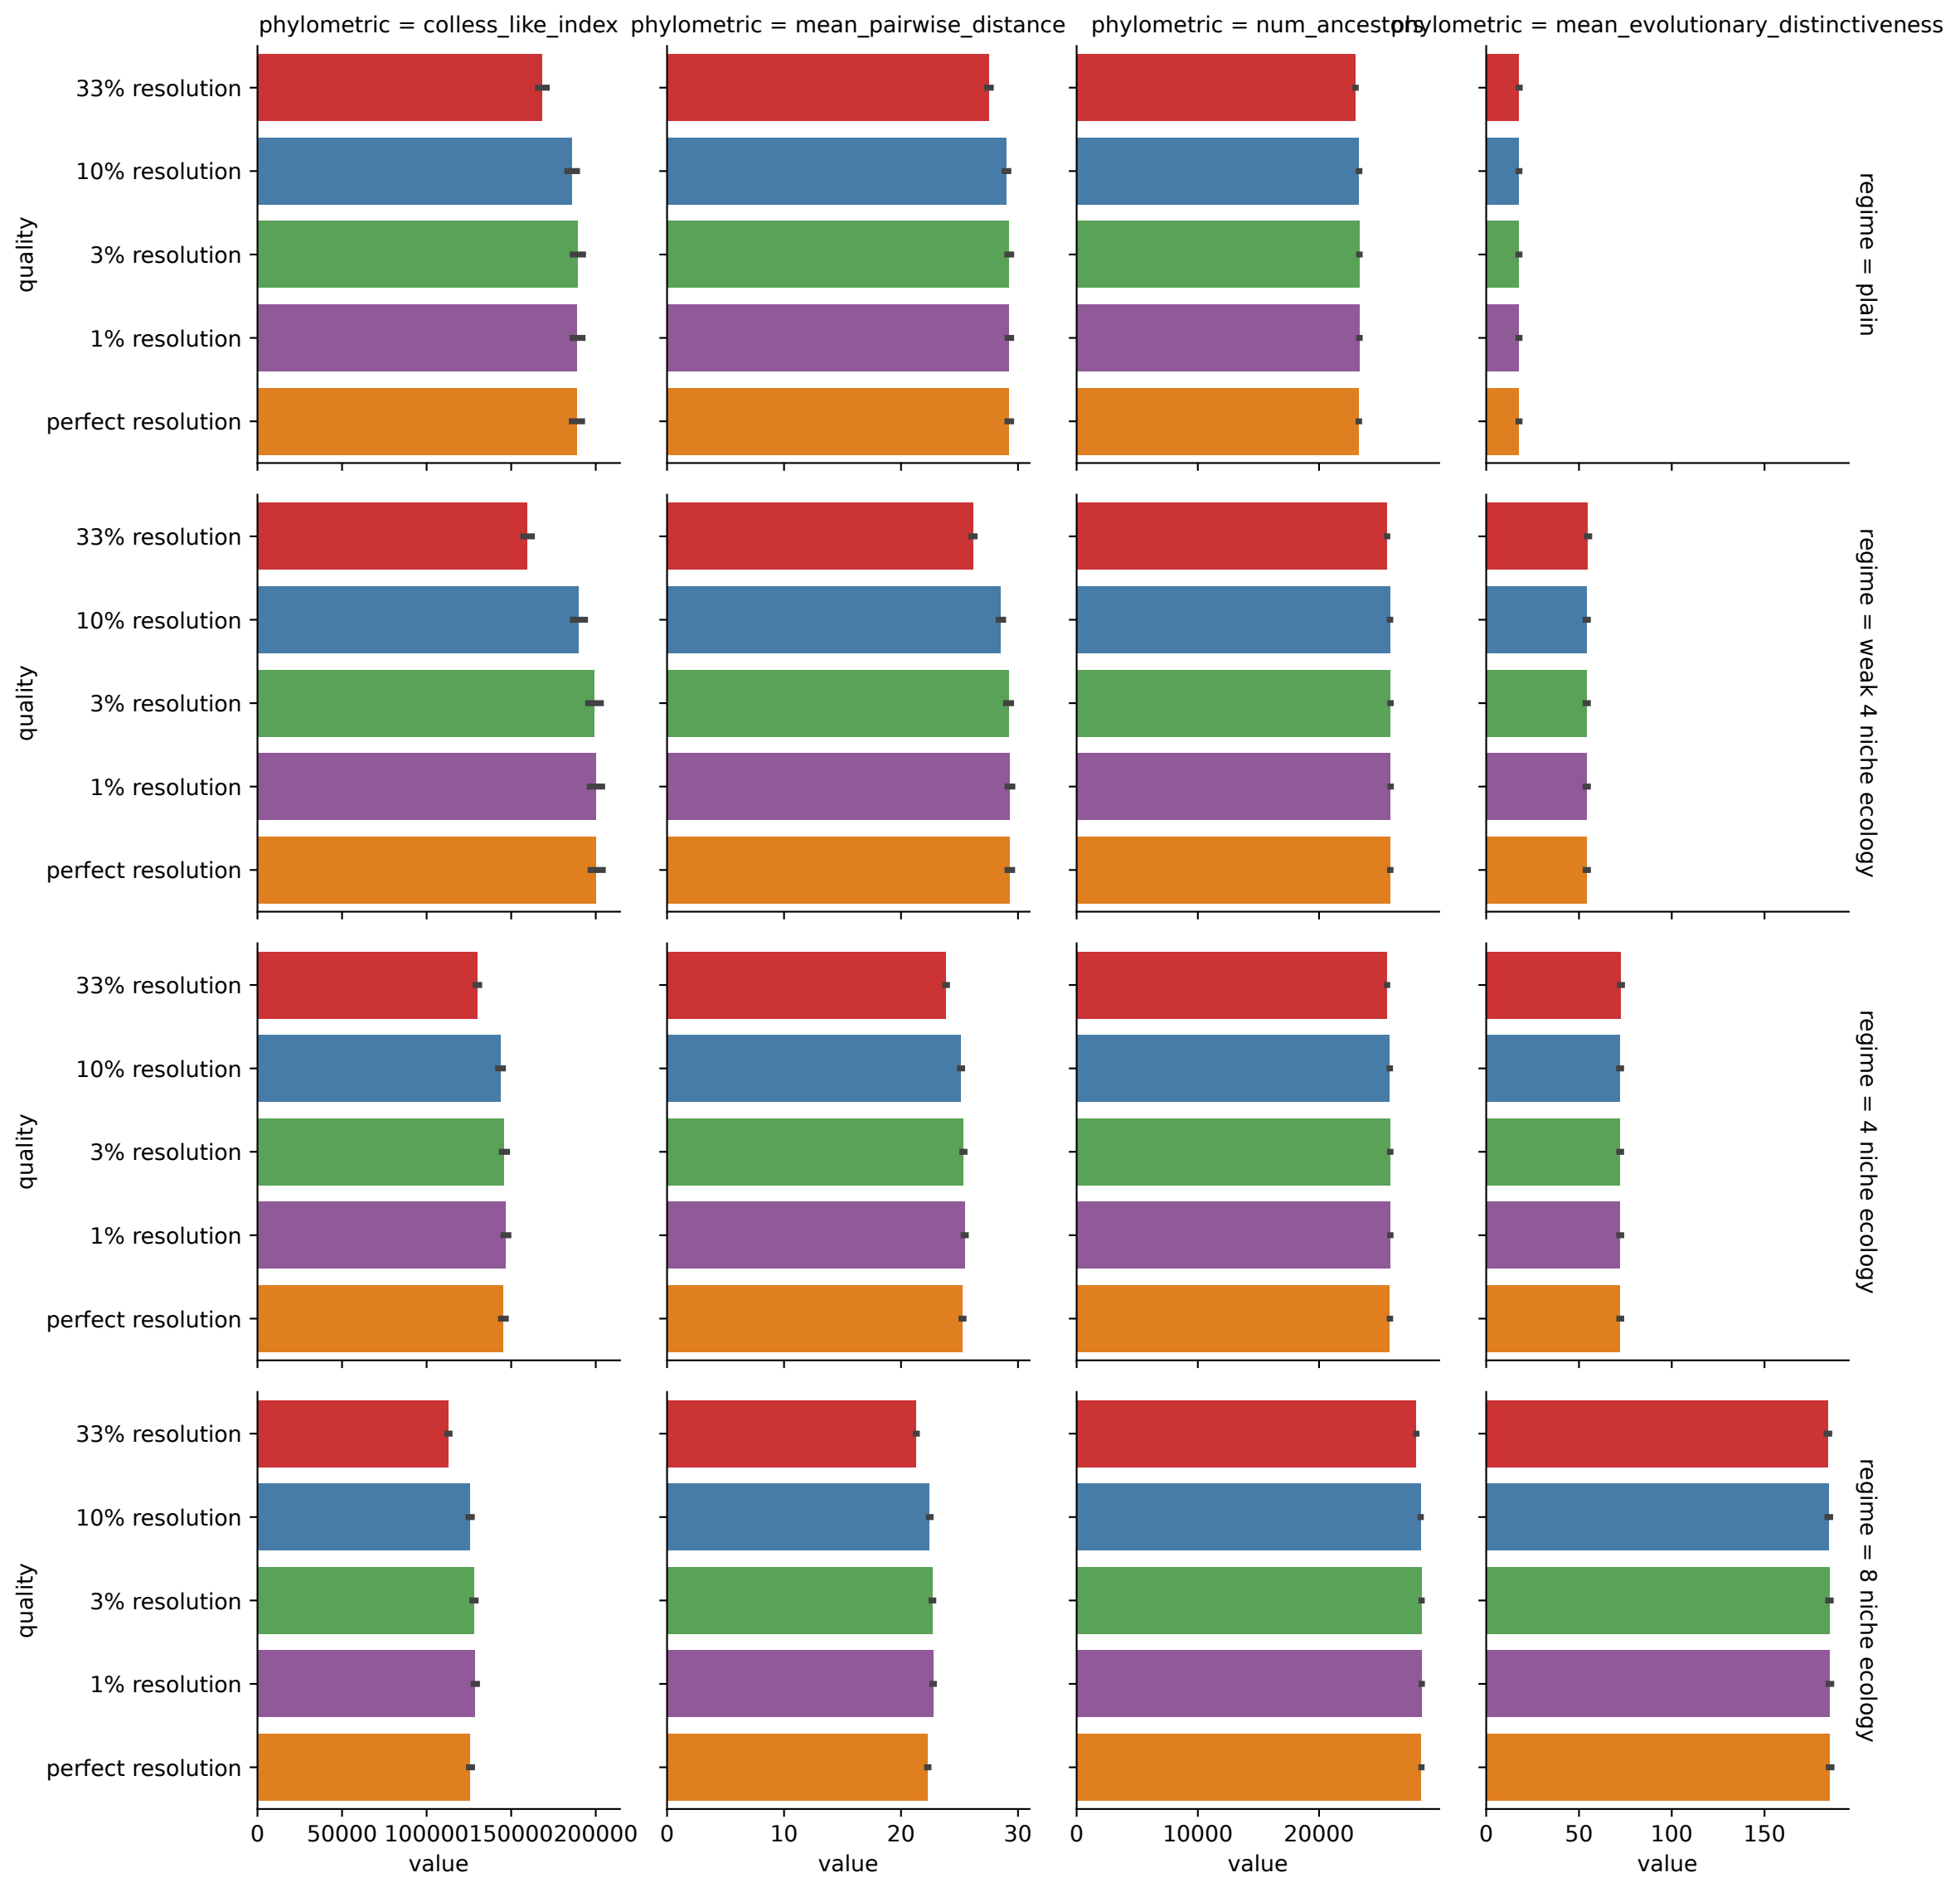 phylometric = colless_like_index
phylometric = mean_pairwise_distance
phylometric = num_ancestors
phylometric = mean_evolutionary_distinctiveness
quality
33% resolution
10% resolution
3% resolution
1% resolution
perfect resolution
regime = plain
quality
33% resolution
10% resolution
3% resolution
1% resolution
perfect resolution
regime = weak 4 niche ecology
quality
33% resolution
10% resolution
3% resolution
1% resolution
perfect resolution
regime = 4 niche ecology
quality
33% resolution
10% resolution
3% resolution
1% resolution
perfect resolution
regime = 8 niche ecology
0 50000 100000 150000 200000
0 10 20 30
0 10000 20000
0 50 100 150
value
value
value
value